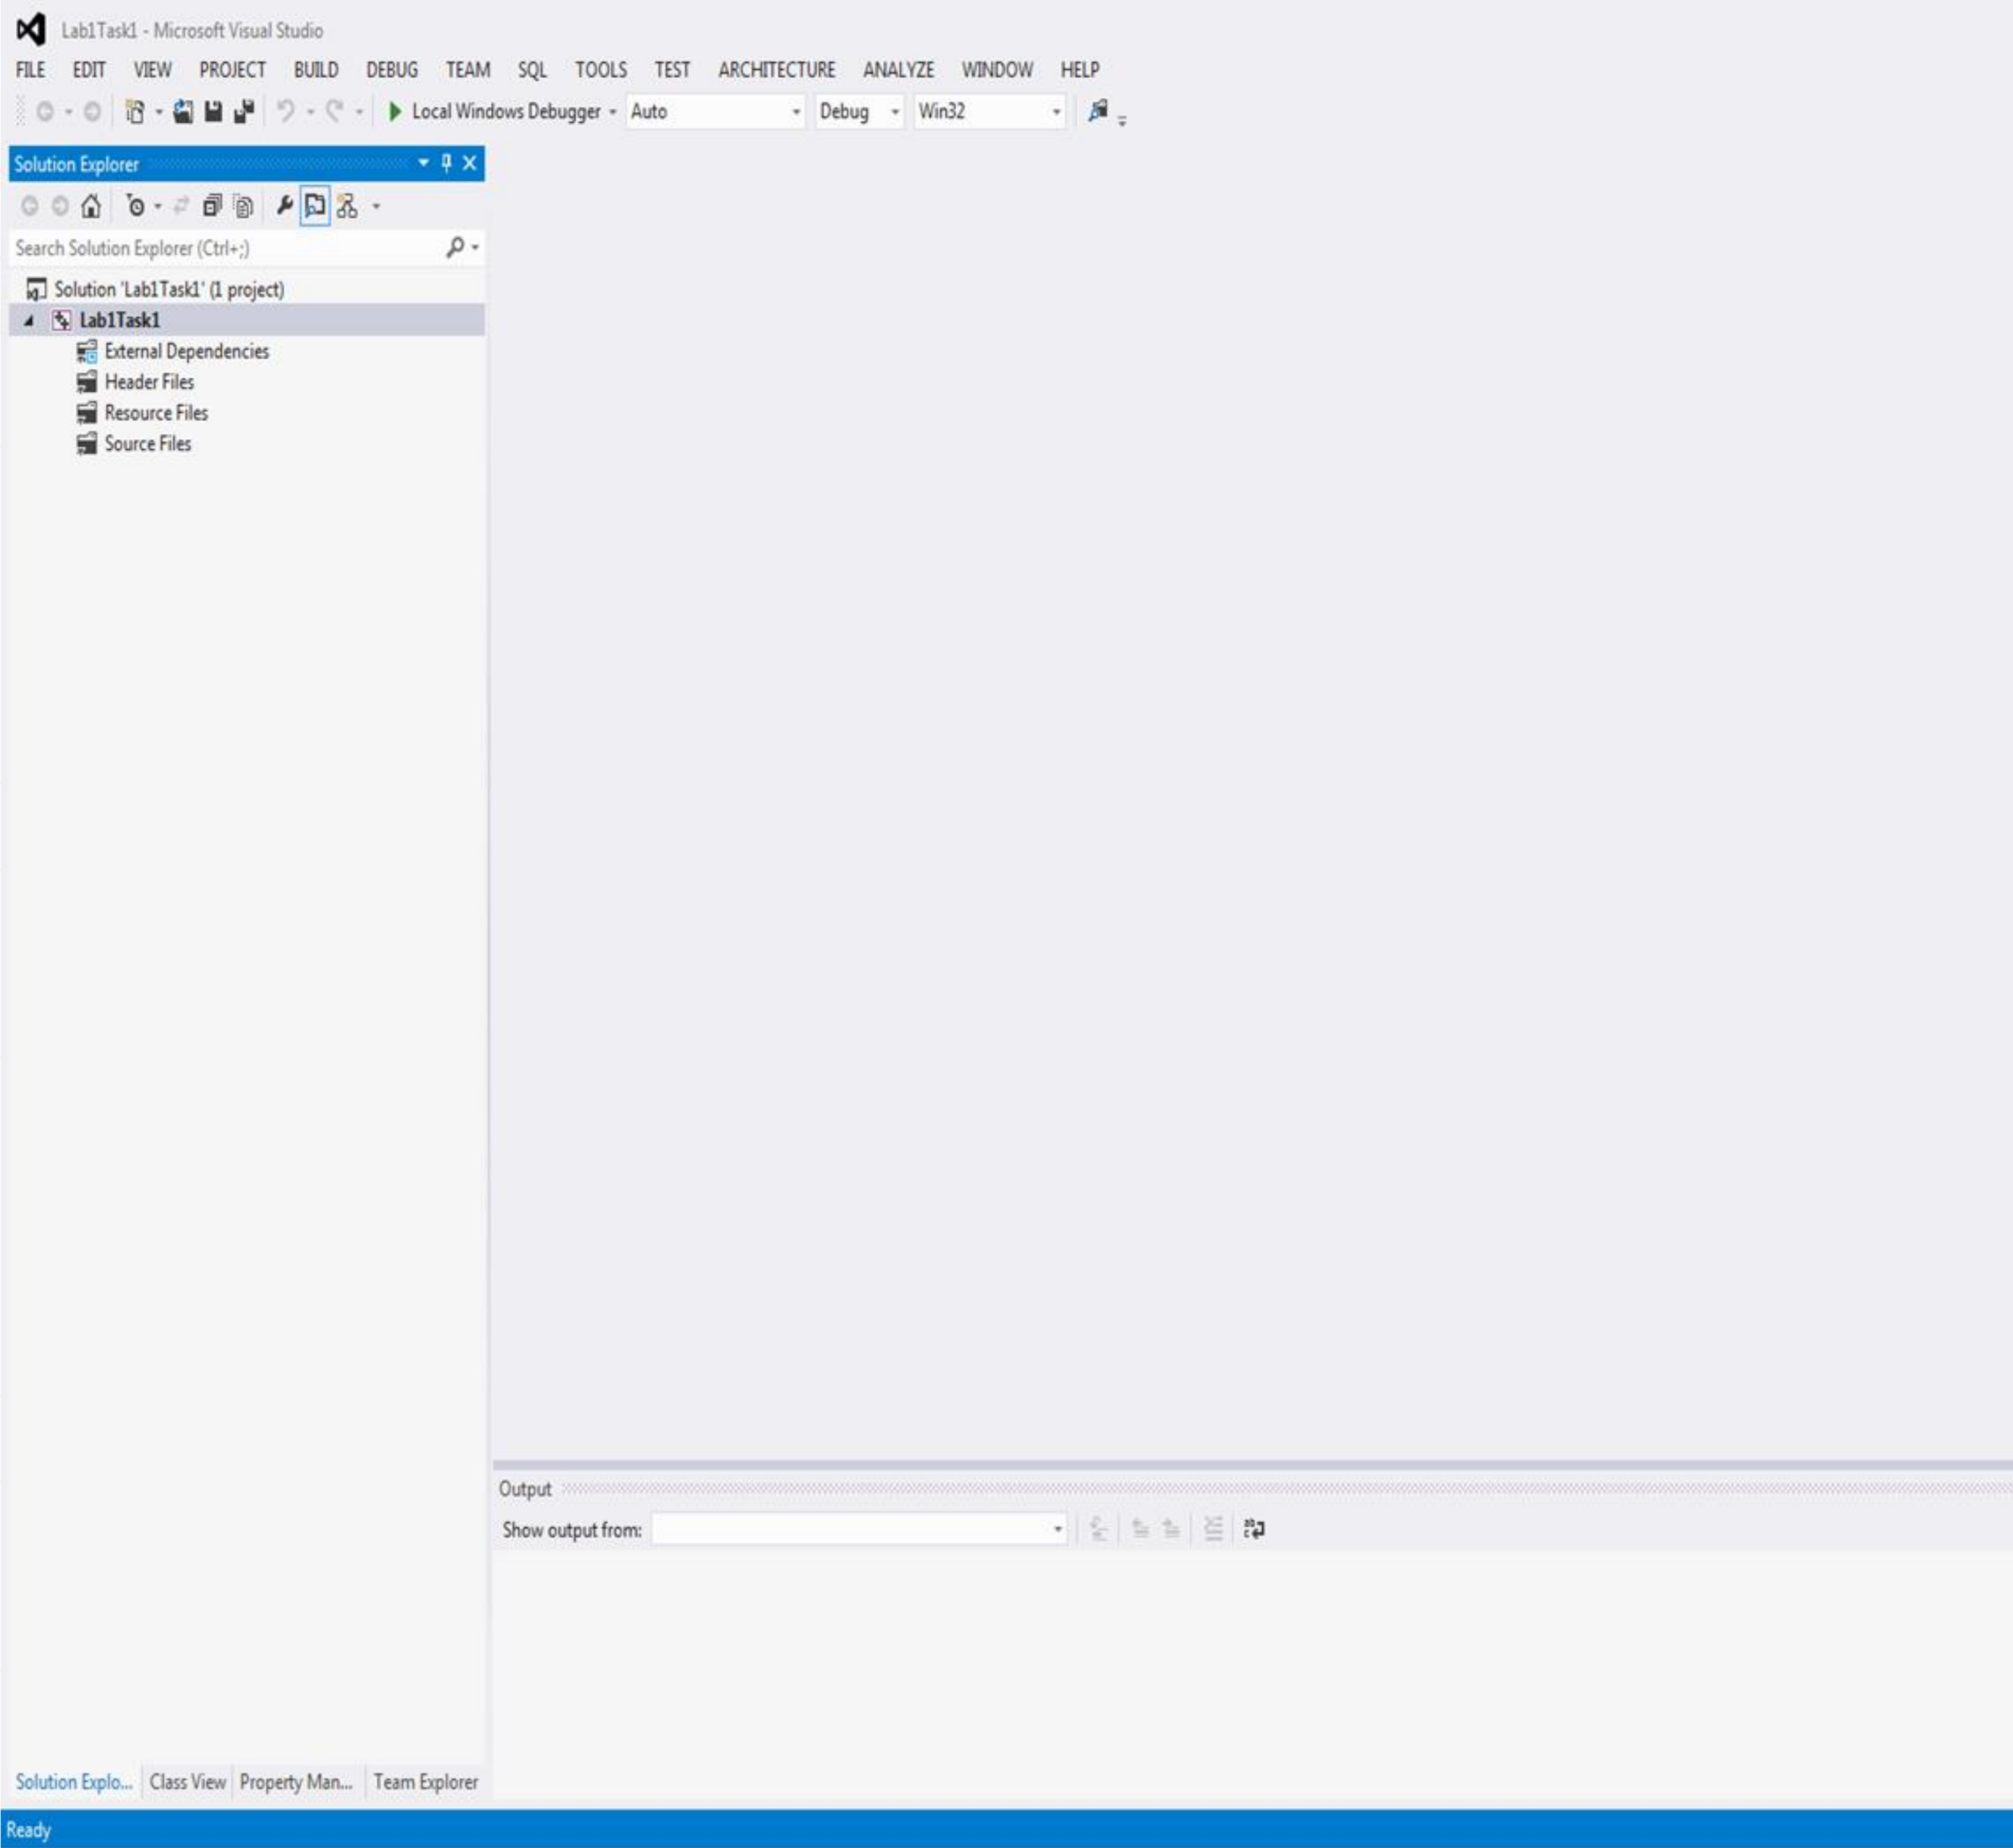 Lab1Task1 - Microsoft Visual Studio
FILE EDIT VIEW PROJECT BUILD DEBUG TEAM SQL TOOLS TEST ARCHITECTURE ANALYZE WINDOW HELP
Local Windows Debugger Auto Debug Win32
Solution Explorer
Search Solution Explorer (Ctrl+;)
Solution 'Lab1Task1' (1 project)
Lab1Task1
External Dependencies
Header Files
Resource Files
Source Files
Output
Show output from:
Solution Explo... Class View Property Man... Team Explorer
Ready